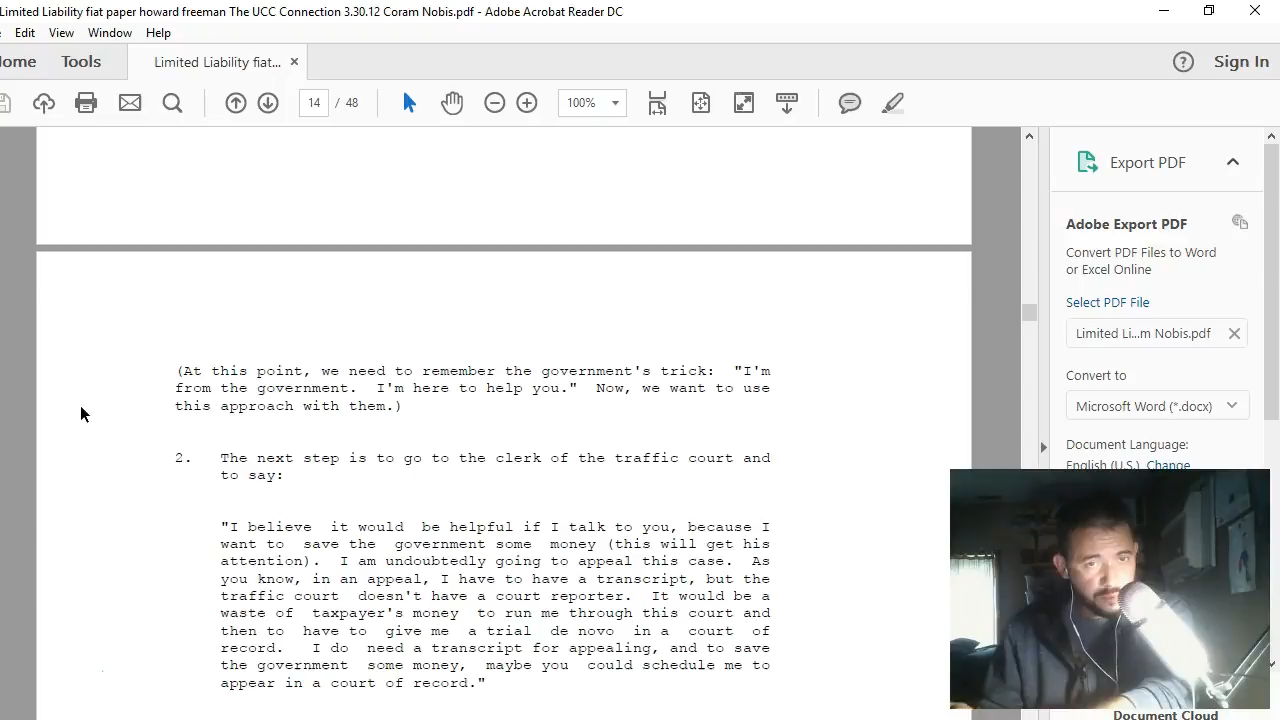 Limited Liability fiat paper howard freeman The UCC Connection 3.30.12 Coram Nobis.pdf - Adobe Acrobat Reader DC
Edit View Window Help
Home Tools Limited Liability fiat... Sign In
14 / 48 100%
Export PDF
Adobe Export PDF
Convert PDF Files to Word
or Excel Online
Select PDF File
Limited Li...m Nobis.pdf
Convert to
Microsoft Word (*.docx)
Document Language:
English (U.S.) Change
Document Cloud
(At this point, we need to remember the government's trick: "I'm
from the government. I'm here to help you." Now, we want to use
this approach with them.)
2. The next step is to go to the clerk of the traffic court and
to say:
"I believe it would be helpful if I talk to you, because I
want to save the government some money (this will get his
attention). I am undoubtedly going to appeal this case. As
you know, in an appeal, I have to have a transcript, but the
traffic court doesn't have a court reporter. It would be a
waste of taxpayer's money to run me through this court and
then to have to give me a trial de novo in a court of
record. I do need a transcript for appealing, and to save
the government some money, maybe you could schedule me to
appear in a court of record."